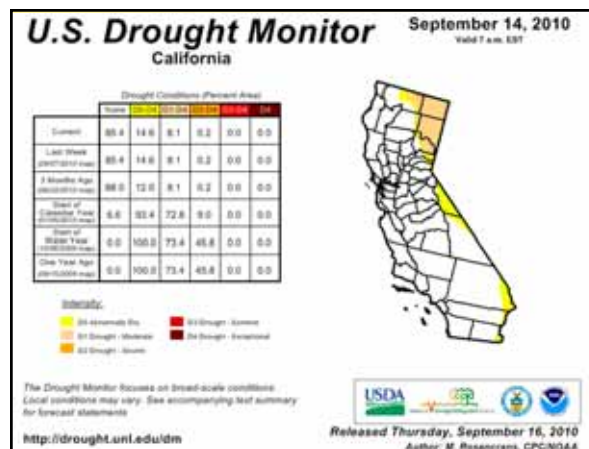 U.S. Drought Monitor
California
September 14, 2010
Valid 7 a.m. EST
Drought Conditions (Percent Area)
None D0-D4 D1-D4 D2-D4 D3-D4 D4
Current 85.4 14.6 8.1 0.2 0.0 0.0
Last Week
85.4 14.6 8.1 0.2 0.0 0.0
3 Months Ago
88.0 12.0 8.1 0.2 0.0 0.0
Start of
Calendar Year
6.6 93.4 72.8 9.0 0.0 0.0
Start of
Water Year
0.0 100.0 73.4 45.8 0.0 0.0
One Year Ago
0.0 100.0 73.4 45.8 0.0 0.0
Intensity:
D0 Abnormally Dry
D1 Drought - Moderate
D2 Drought - Severe
D3 Drought - Extreme
D4 Drought - Exceptional
The Drought Monitor focuses on broad-scale conditions.
Local conditions may vary. See accompanying text summary
for forecast statements
http://drought.unl.edu/dm
USDA
Released Thursday, September 16, 2010
Author: M. Rosencrans, CPC/NOAA